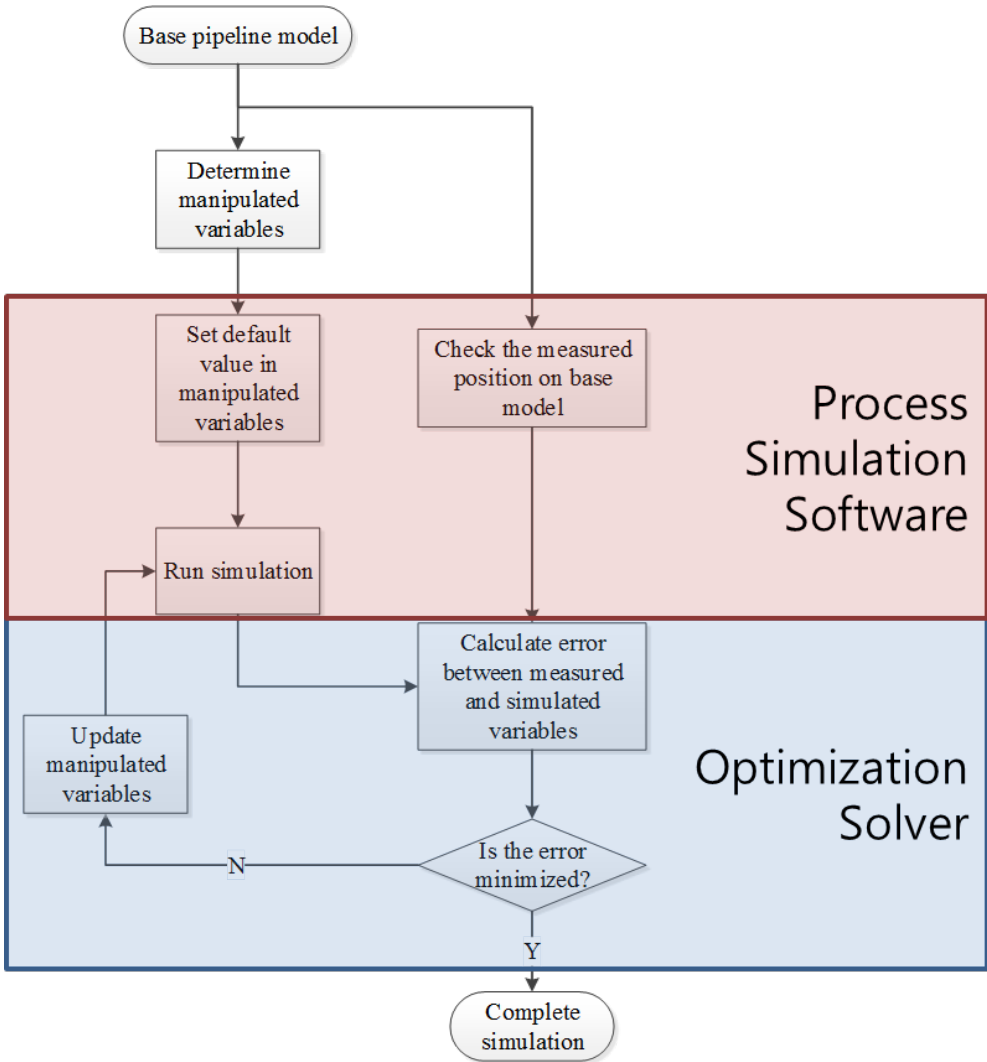 Base pipeline model
Determine
manipulated
variables
Set default
value in
manipulated
variables
Check the measured
position on base
model
Process
Simulation
Software
Run simulation
Calculate error
between measured
and simulated
variables
Update
manipulated
variables
Optimization
Solver
Is the error
minimized?
N
Y
Complete
simulation